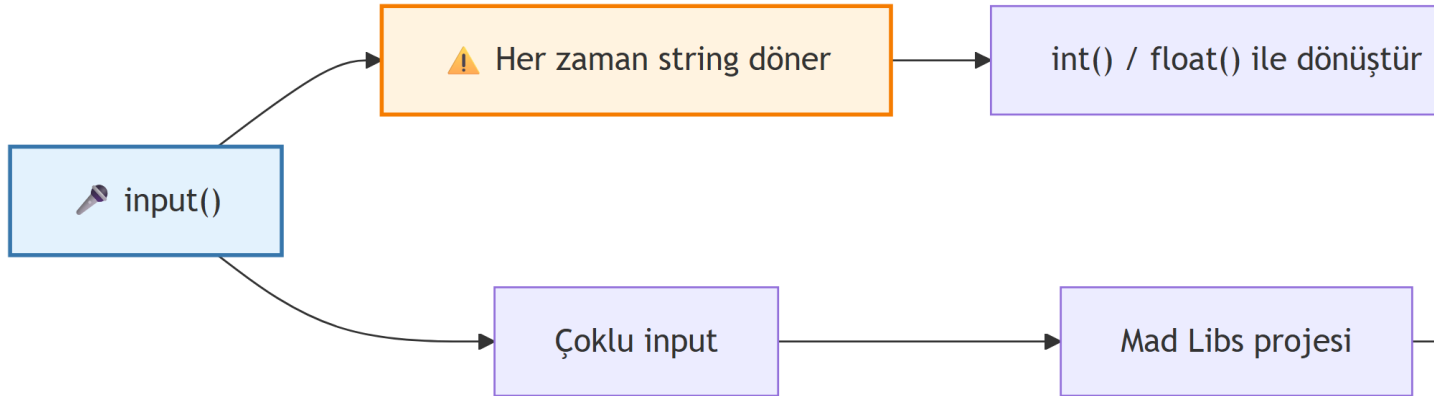 ⚠️ Her zaman string döner
int() / float() ile dönüştür
🎤 input()
Çoklu input
Mad Libs projesi